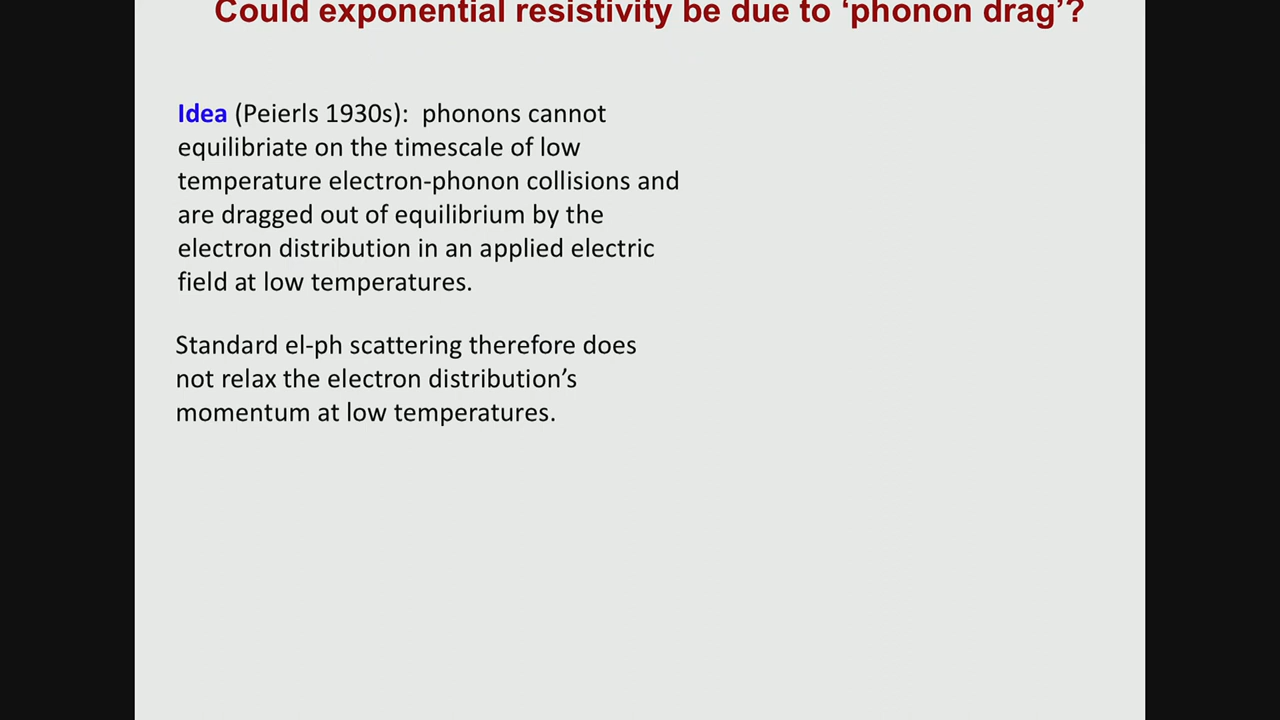 Could exponential resistivity be due to ‘phonon drag’?
Idea (Peierls 1930s): phonons cannot
equilibriate on the timescale of low
temperature electron-phonon collisions and
are dragged out of equilibrium by the
electron distribution in an applied electric
field at low temperatures.
Standard el-ph scattering therefore does
not relax the electron distribution’s
momentum at low temperatures.